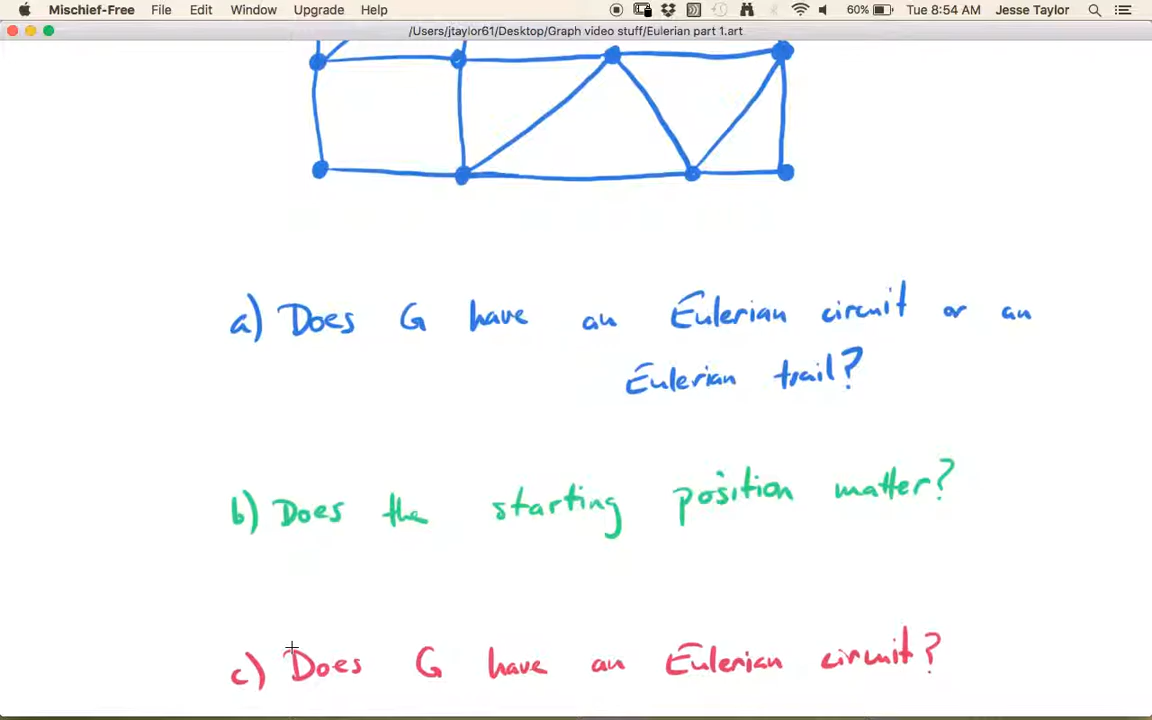 Mischief-Free File Edit Window Upgrade Help 60% Tue 8:54 AM Jesse Taylor
/Users/jtaylor61/Desktop/Graph video stuff/Eulerian part 1.art
a) Does G have an Eulerian circuit or an
Eulerian trail?
b) Does the starting position matter?
c) Does G have an Eulerian circuit?